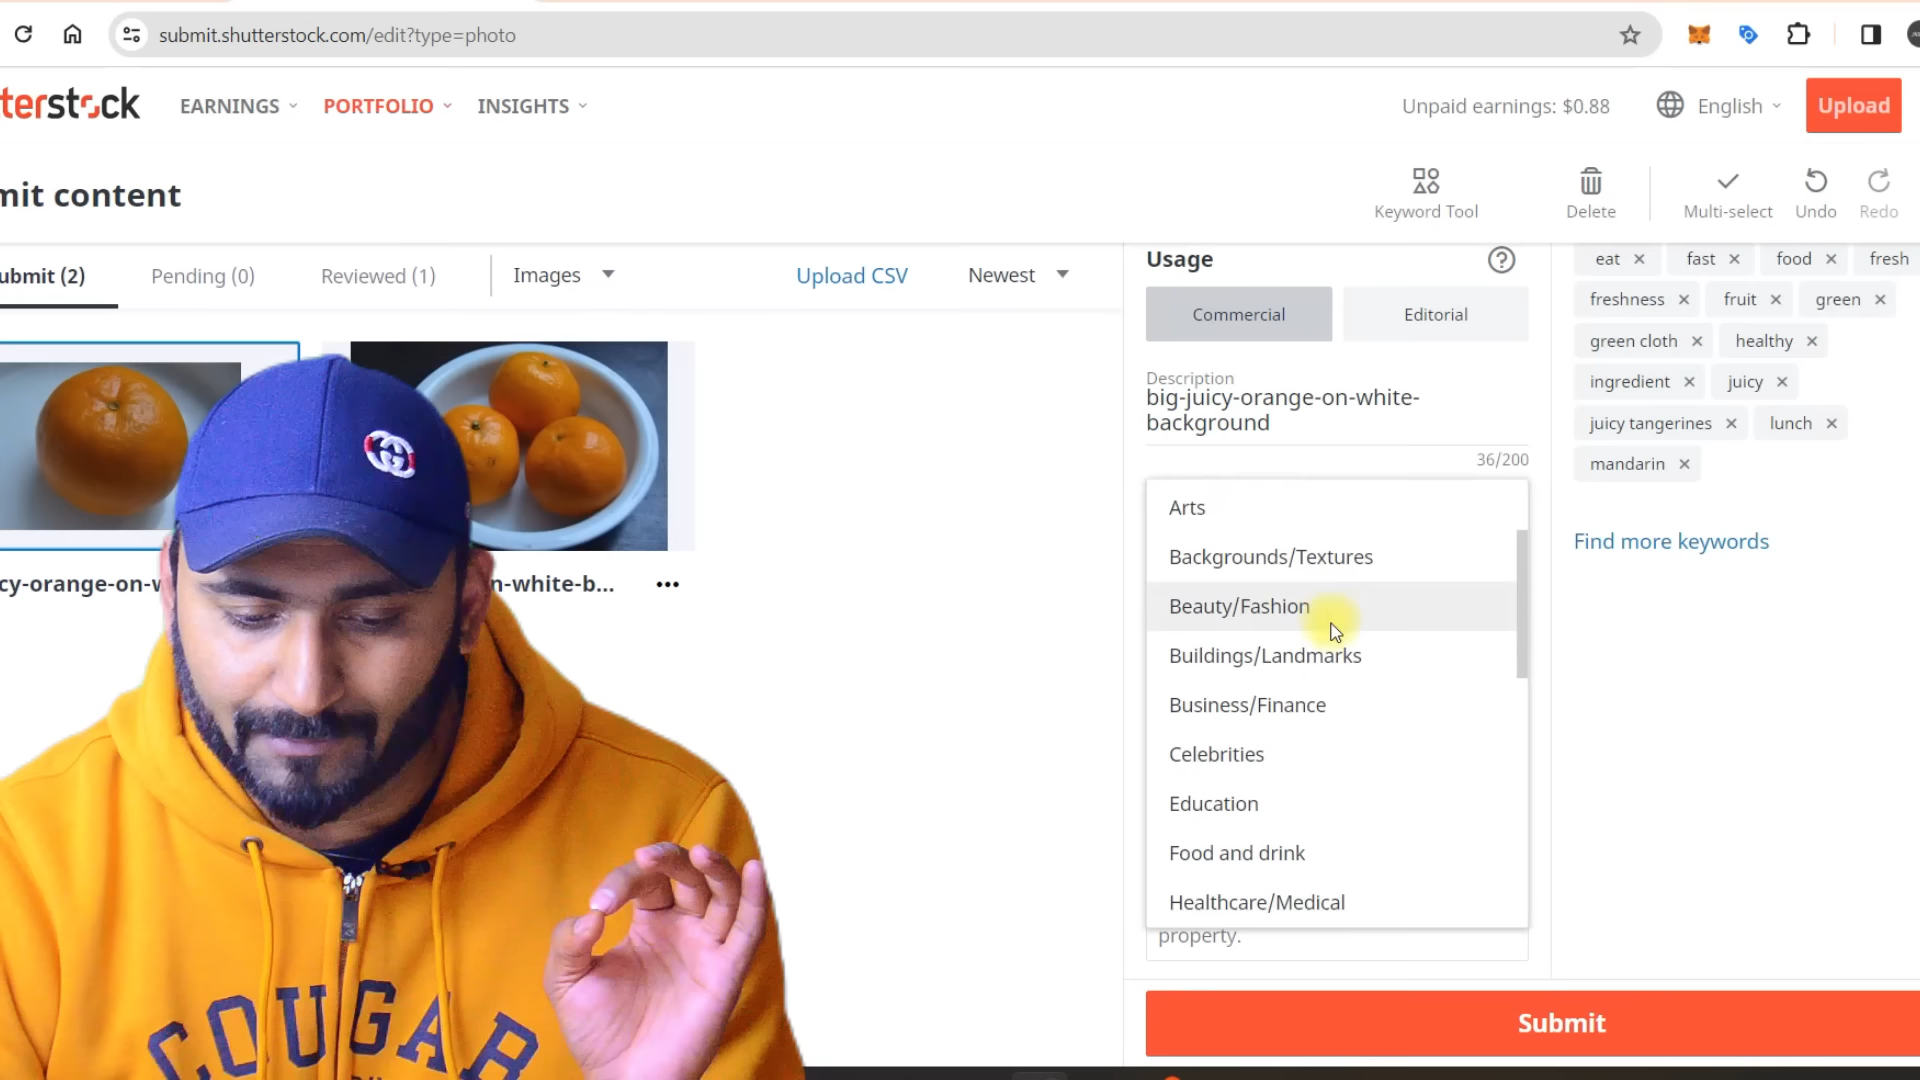 submit.shutterstock.com/edit?type=photo
terstock
EARNINGS
PORTFOLIO
INSIGHTS
Unpaid earnings: $0.88
English
Upload
mit content
Keyword Tool
Delete
Multi-select
Undo
Redo
ubmit (2)
Pending (0)
Reviewed (1)
Images
Upload CSV
Newest
cy-orange-on-w
n-white-b...
Usage
Commercial
Editorial
Description
big-juicy-orange-on-white-
background
36/200
Arts
Backgrounds/Textures
Beauty/Fashion
Buildings/Landmarks
Business/Finance
Celebrities
Education
Food and drink
Healthcare/Medical
property.
eat fast food fresh
freshness fruit green
green cloth healthy
ingredient juicy
juicy tangerines lunch
mandarin
Find more keywords
Submit
COUGAR